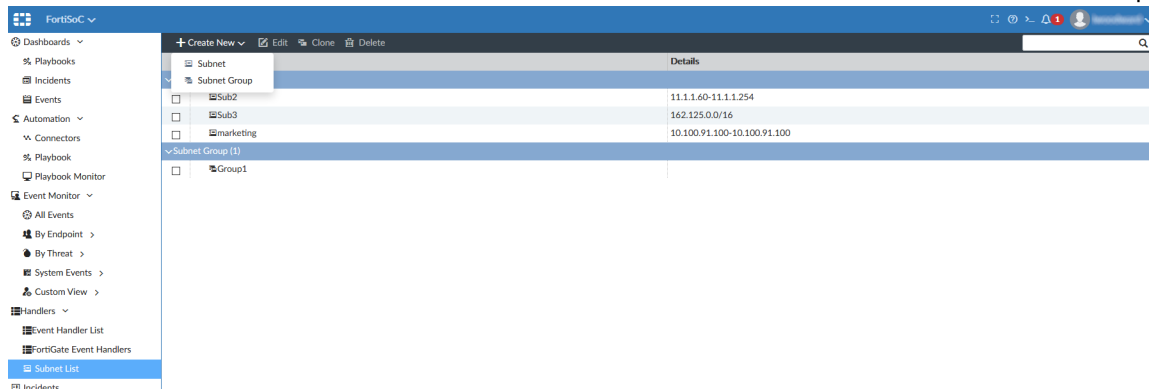 FortiSoC
1
Dashboards
Playbooks
Incidents
Events
Automation
Connectors
Playbook
Playbook Monitor
Event Monitor
All Events
By Endpoint
By Threat
System Events
Custom View
Handlers
Event Handler List
FortiGate Event Handlers
Subnet List
Incidents
Create New Edit Clone Delete
Subnet
Subnet Group
Details
Sub2 11.1.1.60-11.1.1.254
Sub3 162.125.0.0/16
marketing 10.100.91.100-10.100.91.100
Subnet Group (1)
Group1